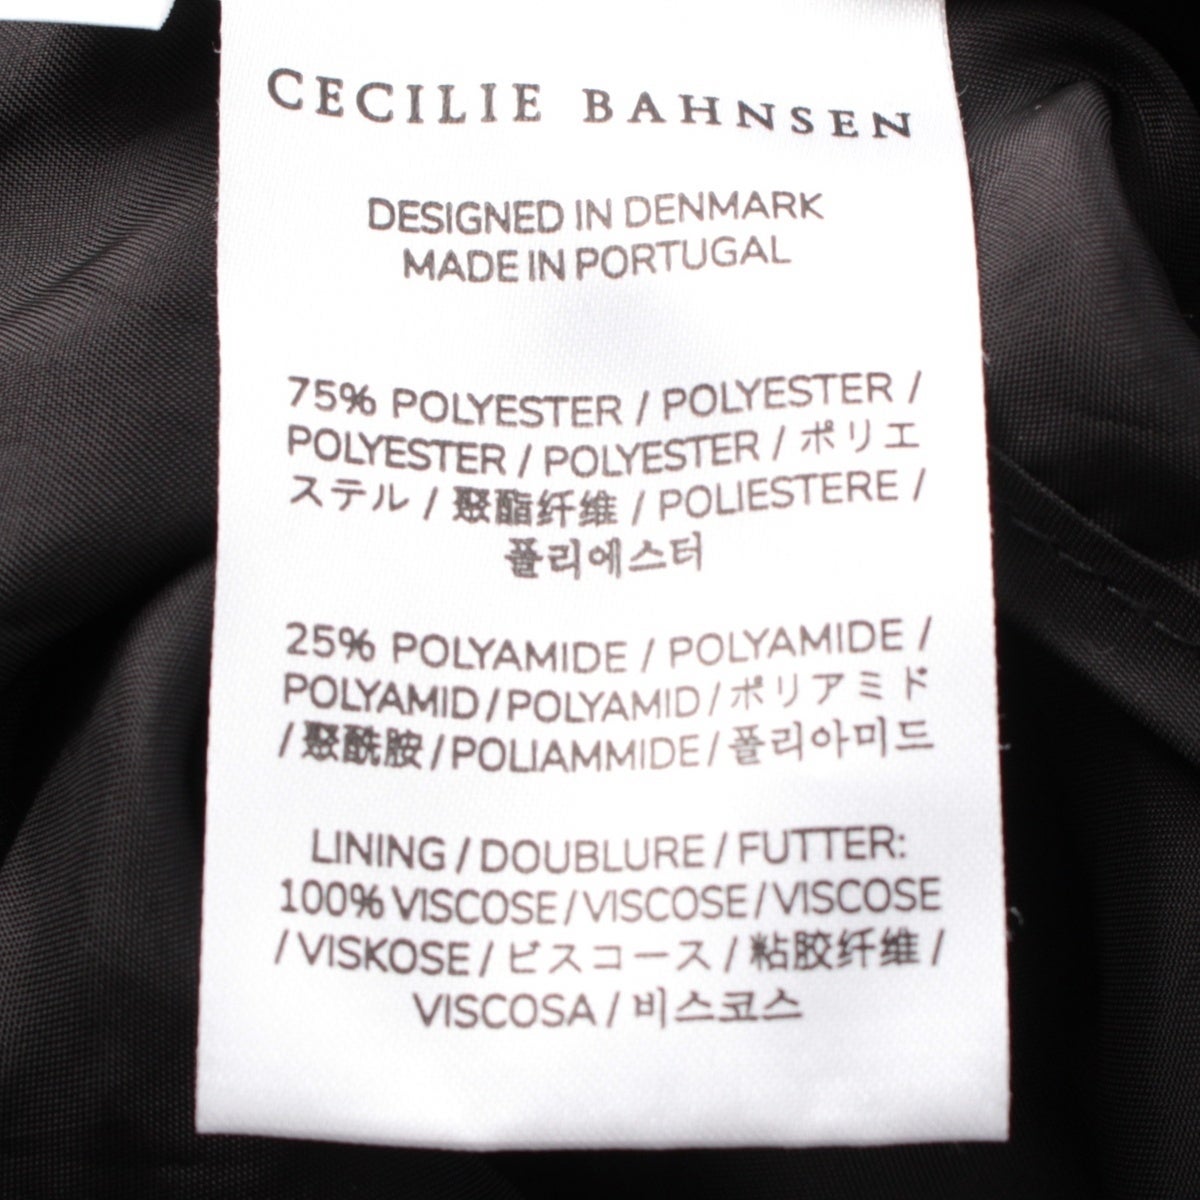 CECILIE BAHNSEN
DESIGNED IN DENMARK
MADE IN PORTUGAL
75% POLYESTER / POLYESTER /
POLYESTER / POLYESTER / ポリエ
ステル / 聚酯纤维 / POLIESTERE /
폴리에스터
25% POLYAMIDE / POLYAMIDE /
POLYAMID / POLYAMID / ポリアミド
/ 聚酰胺 / POLIAMMIDE / 폴리아미드
LINING / DOUBLURE / FUTTER:
100% VISCOSE / VISCOSE / VISCOSE
/ VISKOSE / ビスコース / 粘胶纤维 /
VISCOSA / 비스코스